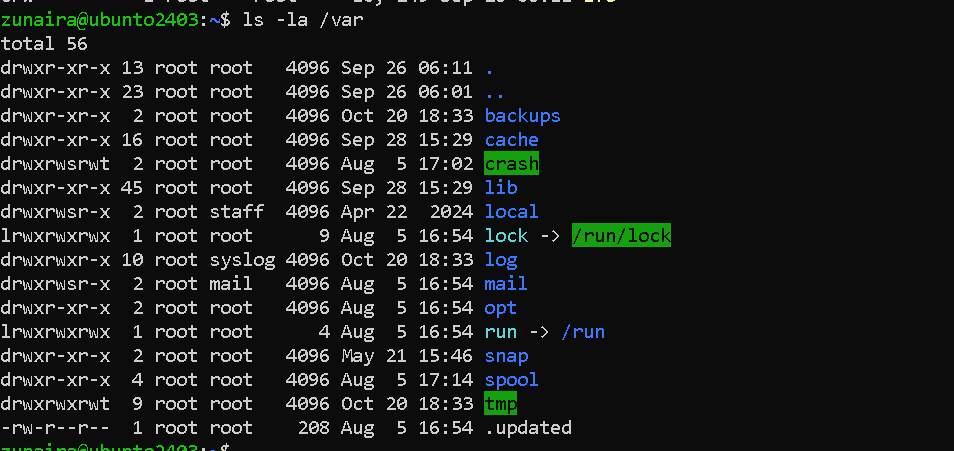 zunaira@ubunto2403:~$ ls -la /var
total 56
drwxr-xr-x 13 root root   4096 Sep 26 06:11 .
drwxr-xr-x 23 root root   4096 Sep 26 06:01 ..
drwxr-xr-x  2 root root   4096 Oct 20 18:33 backups
drwxr-xr-x 16 root root   4096 Sep 28 15:29 cache
drwxrwsrwt  2 root root   4096 Aug  5 17:02 crash
drwxr-xr-x 45 root root   4096 Sep 28 15:29 lib
drwxrwsr-x  2 root staff  4096 Apr 22  2024 local
lrwxrwxrwx  1 root root      9 Aug  5 16:54 lock -> /run/lock
drwxrwxr-x 10 root syslog 4096 Oct 20 18:33 log
drwxrwsr-x  2 root mail   4096 Aug  5 16:54 mail
drwxr-xr-x  2 root root   4096 Aug  5 16:54 opt
lrwxrwxrwx  1 root root      4 Aug  5 16:54 run -> /run
drwxr-xr-x  2 root root   4096 May 21 15:46 snap
drwxr-xr-x  4 root root   4096 Aug  5 17:14 spool
drwxrwxrwt  9 root root   4096 Oct 20 18:33 tmp
-rw-r--r--  1 root root    208 Aug  5 16:54 .updated
zunaira@ubunto2403:~$